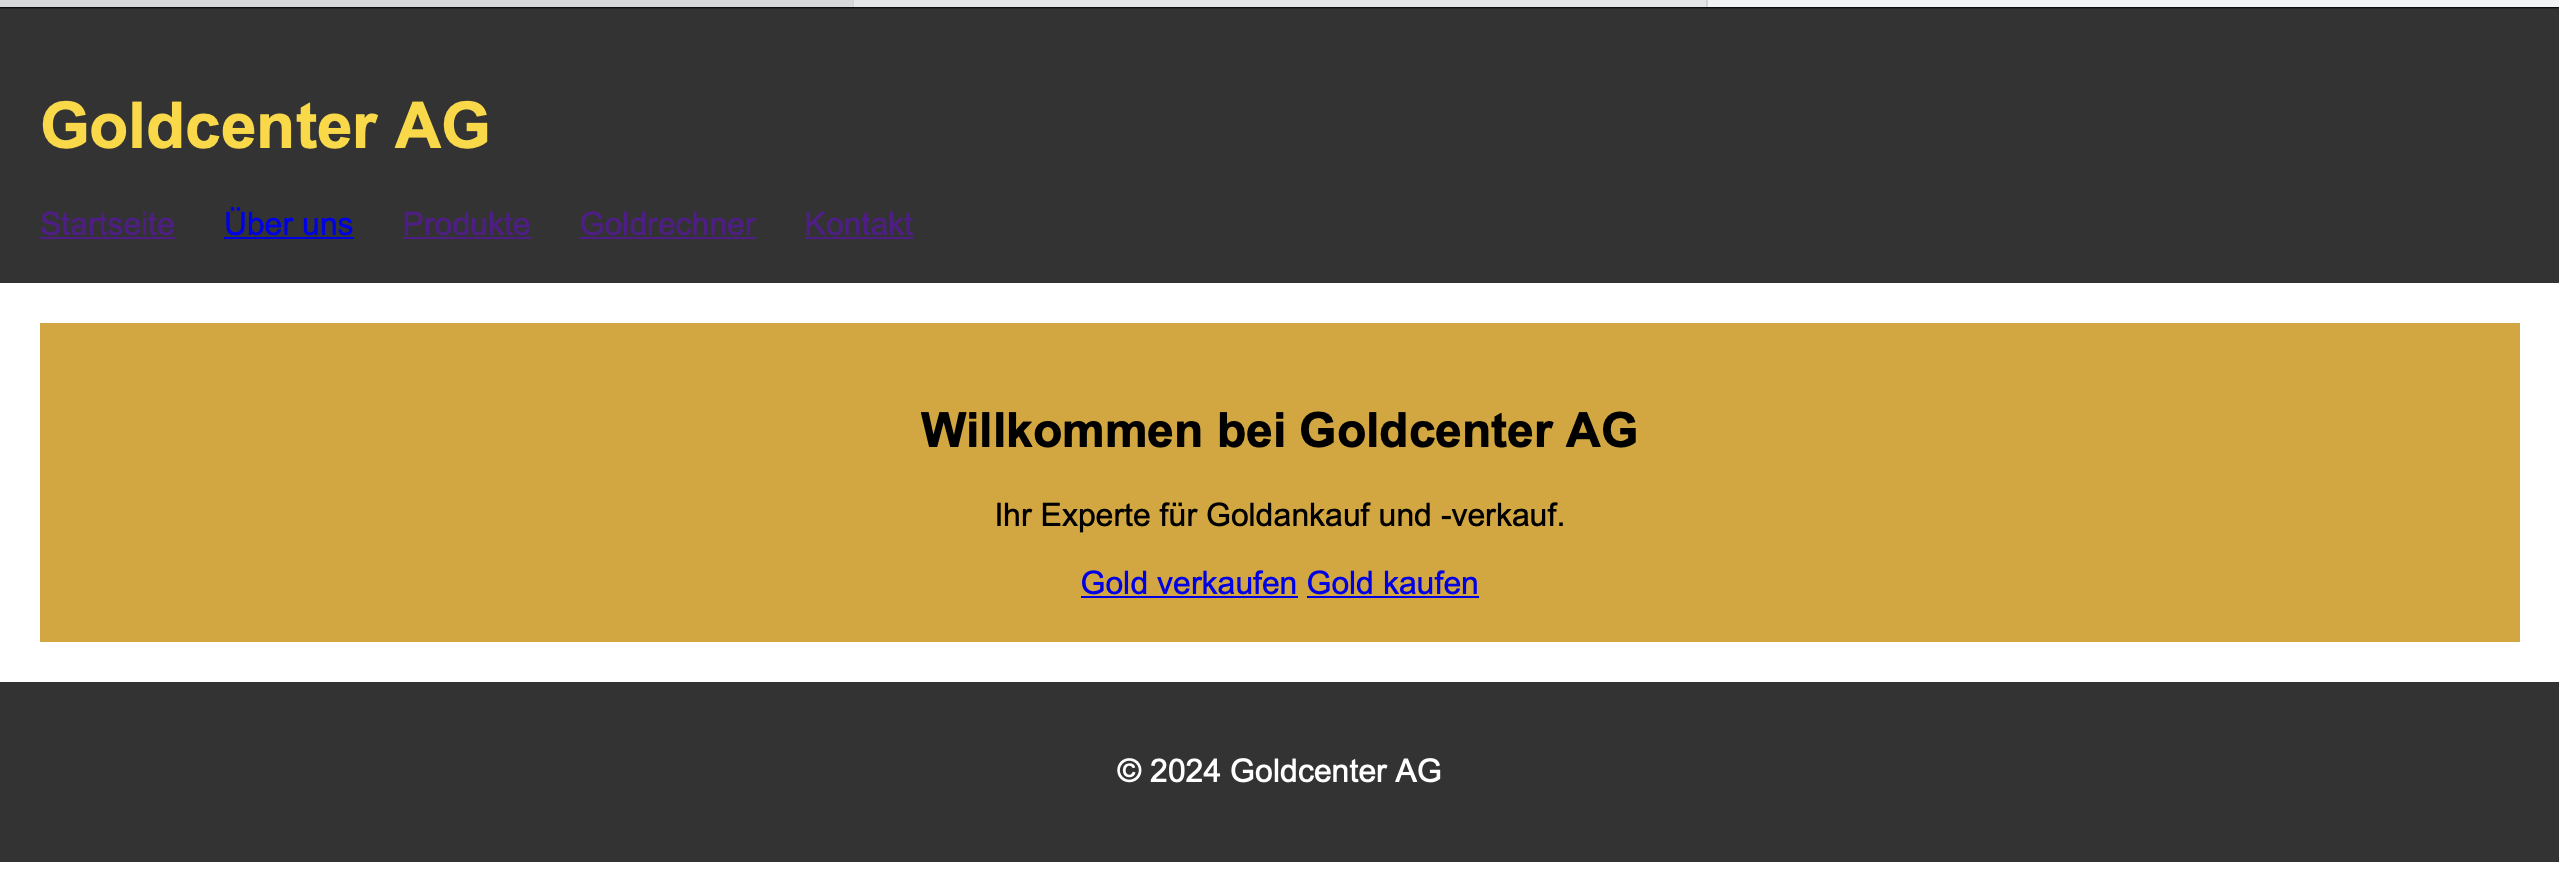 Goldcenter AG
Startseite Über uns Produkte Goldrechner Kontakt
Willkommen bei Goldcenter AG
Ihr Experte für Goldankauf und -verkauf.
Gold verkaufen Gold kaufen
© 2024 Goldcenter AG